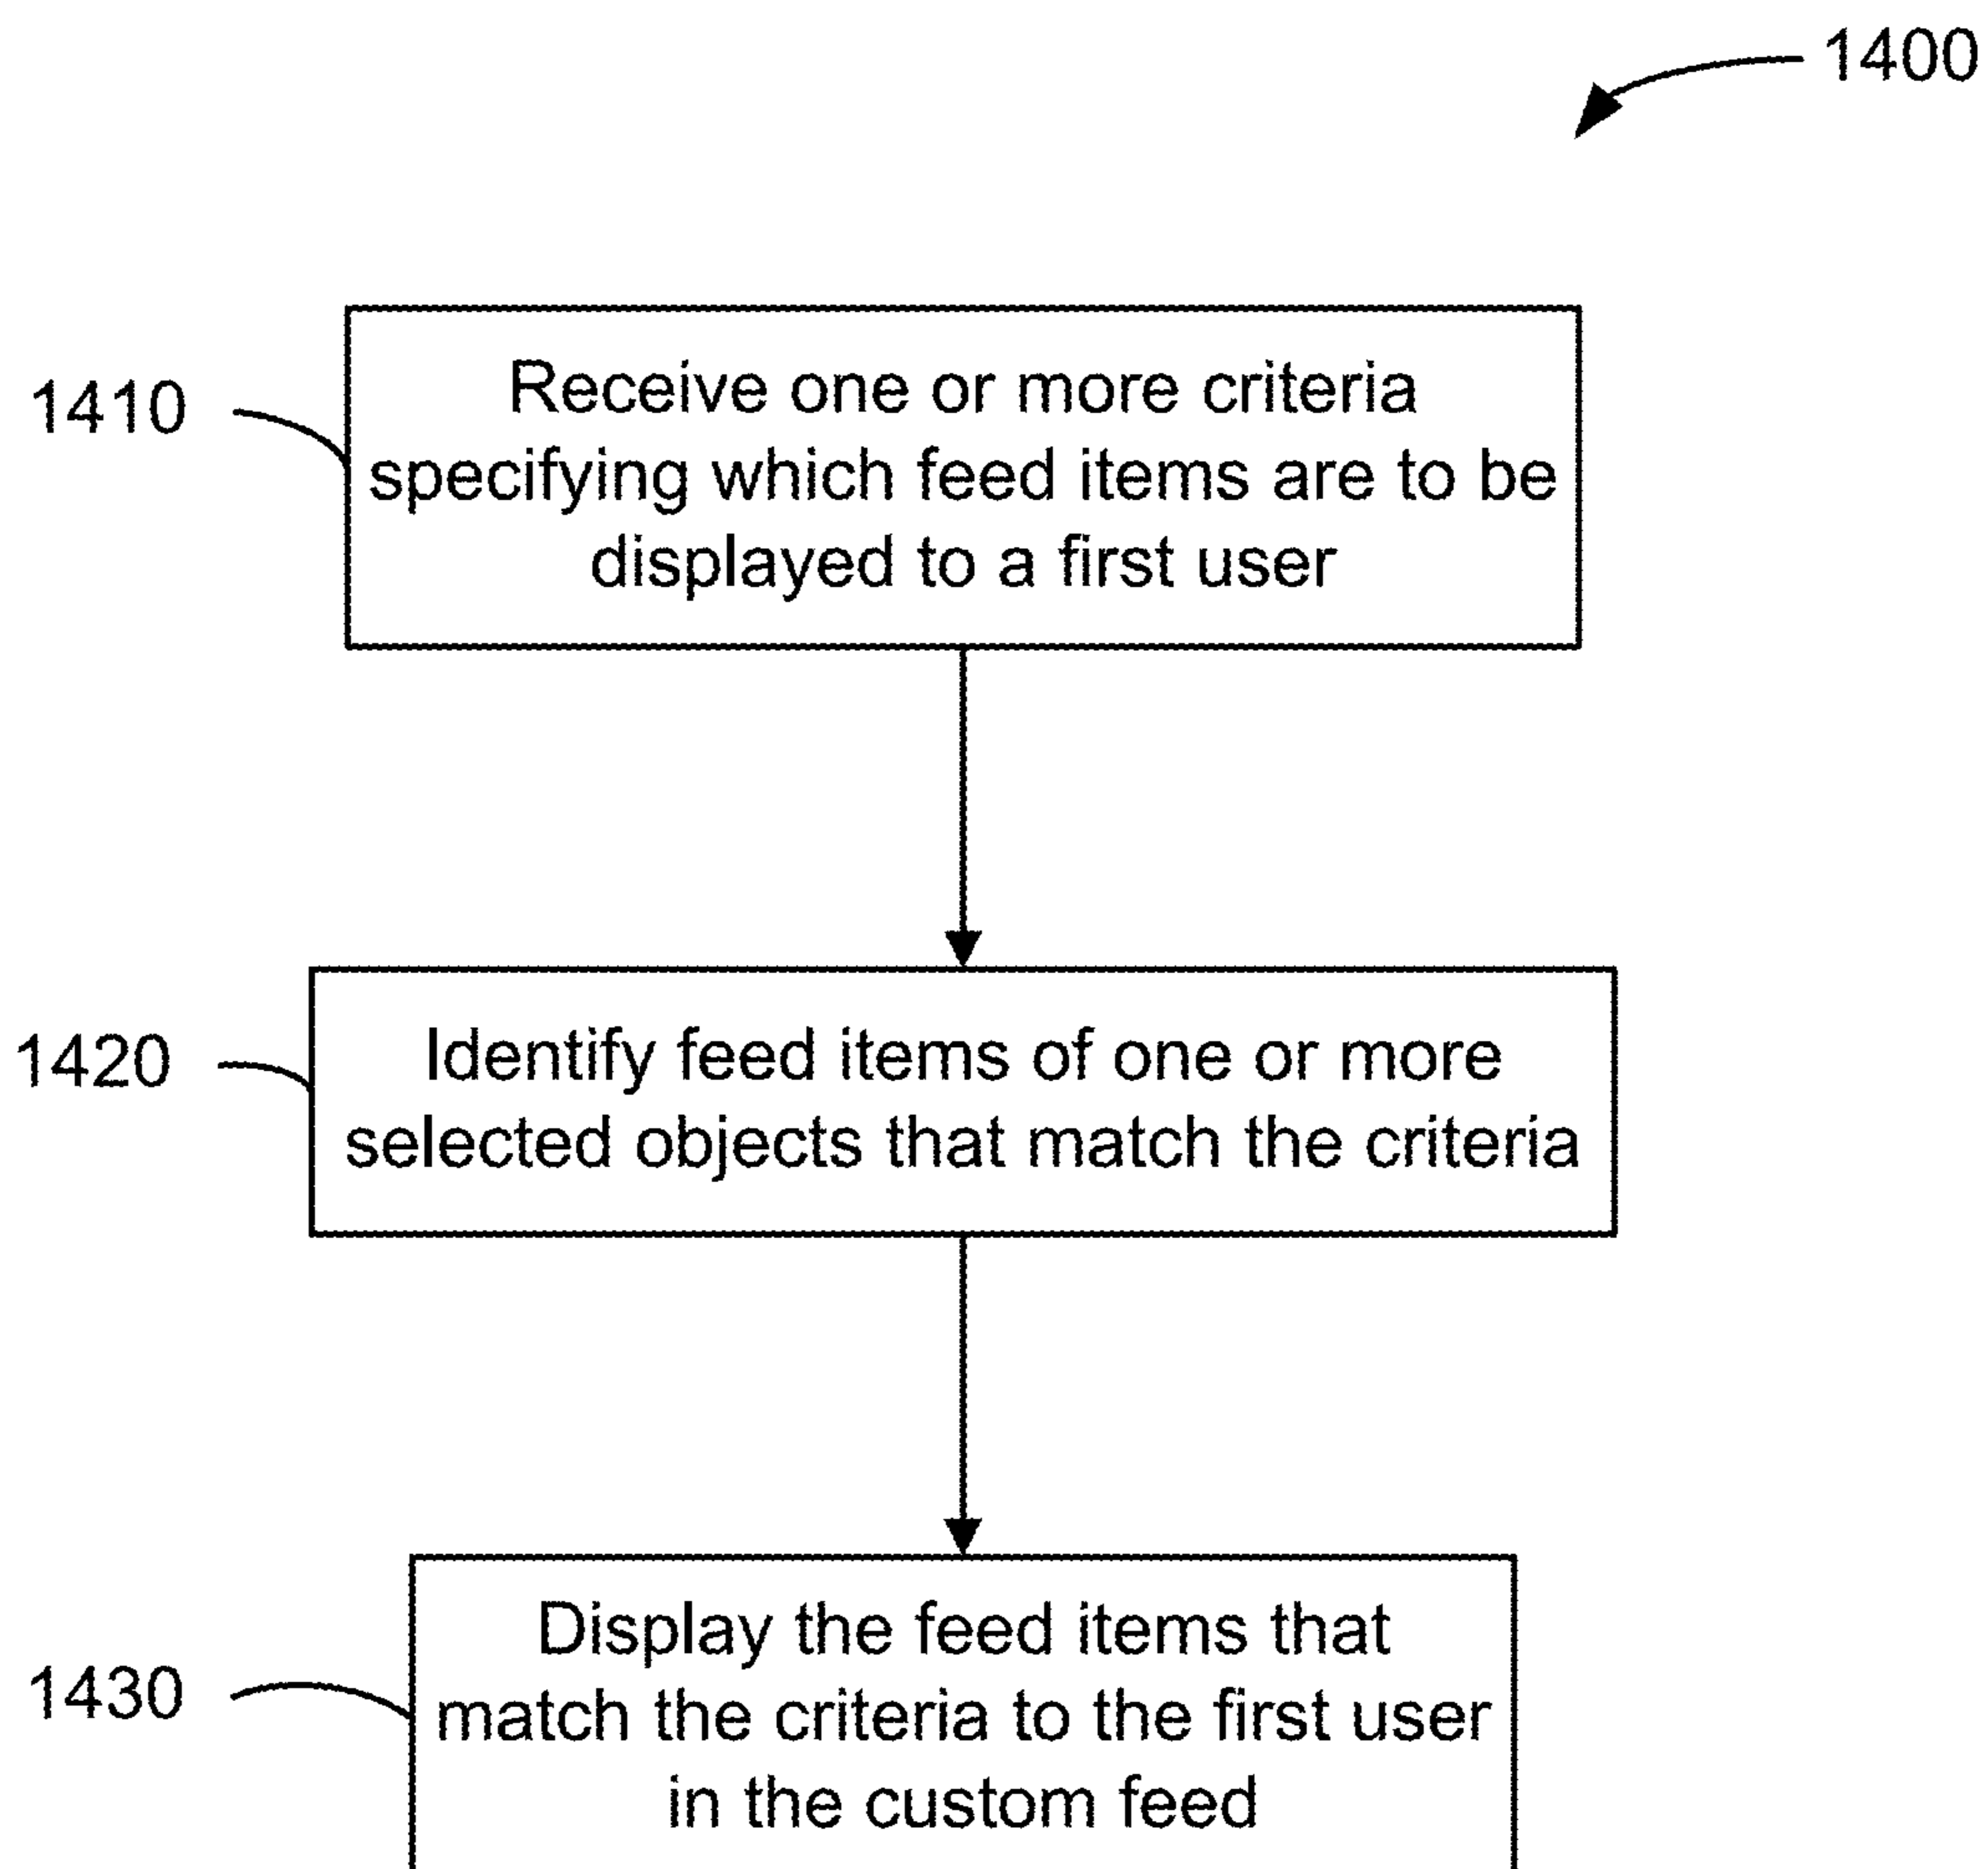 1400
1410
Receive one or more criteria
specifying which feed items are to be
displayed to a first user
1420
Identify feed items of one or more
selected objects that match the criteria
1430
Display the feed items that
match the criteria to the first user
in the custom feed